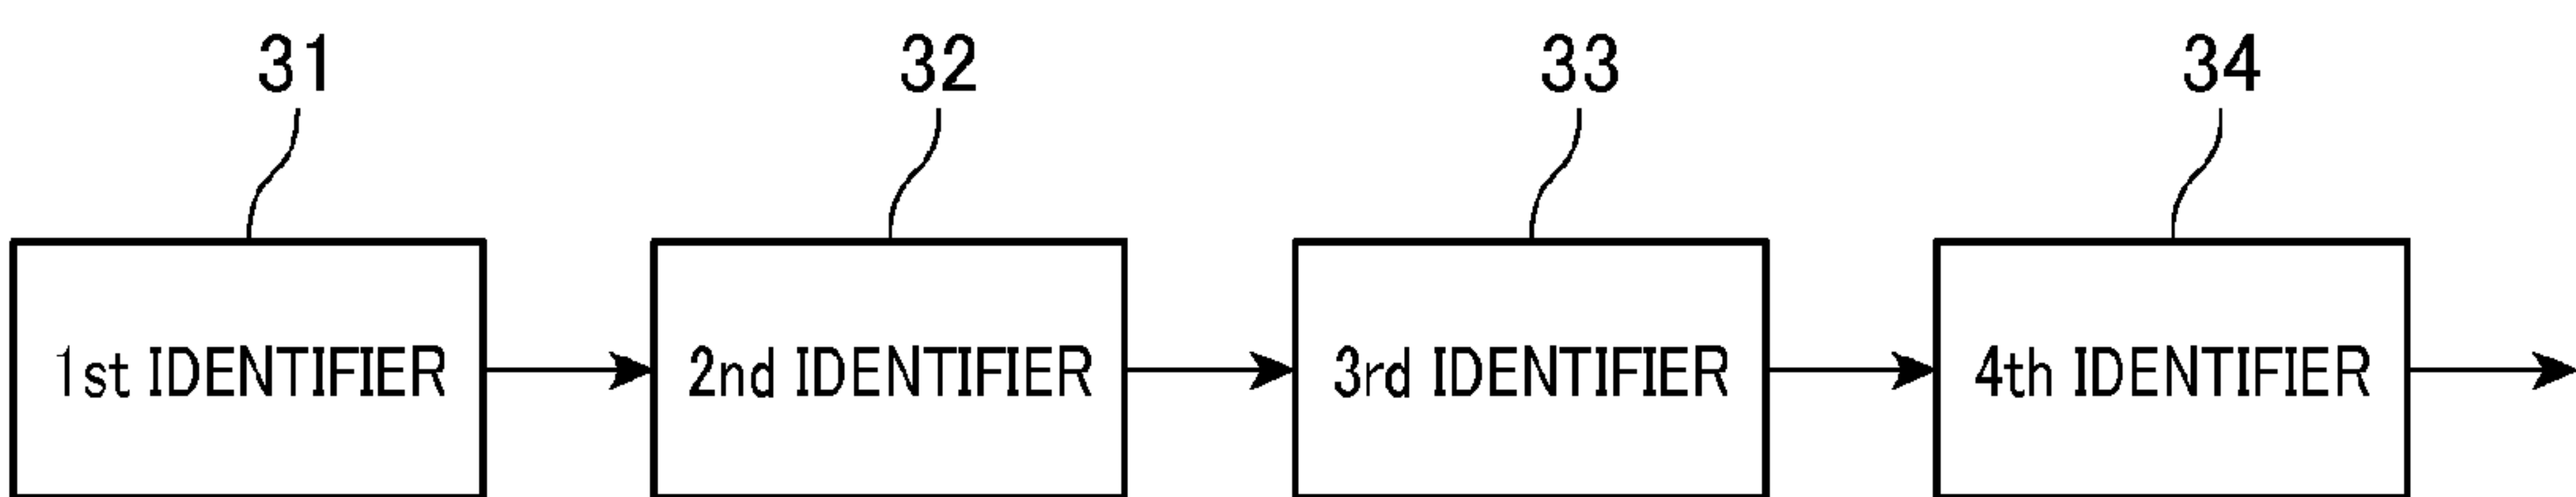 31 32 33 34
1st IDENTIFIER 2nd IDENTIFIER 3rd IDENTIFIER 4th IDENTIFIER